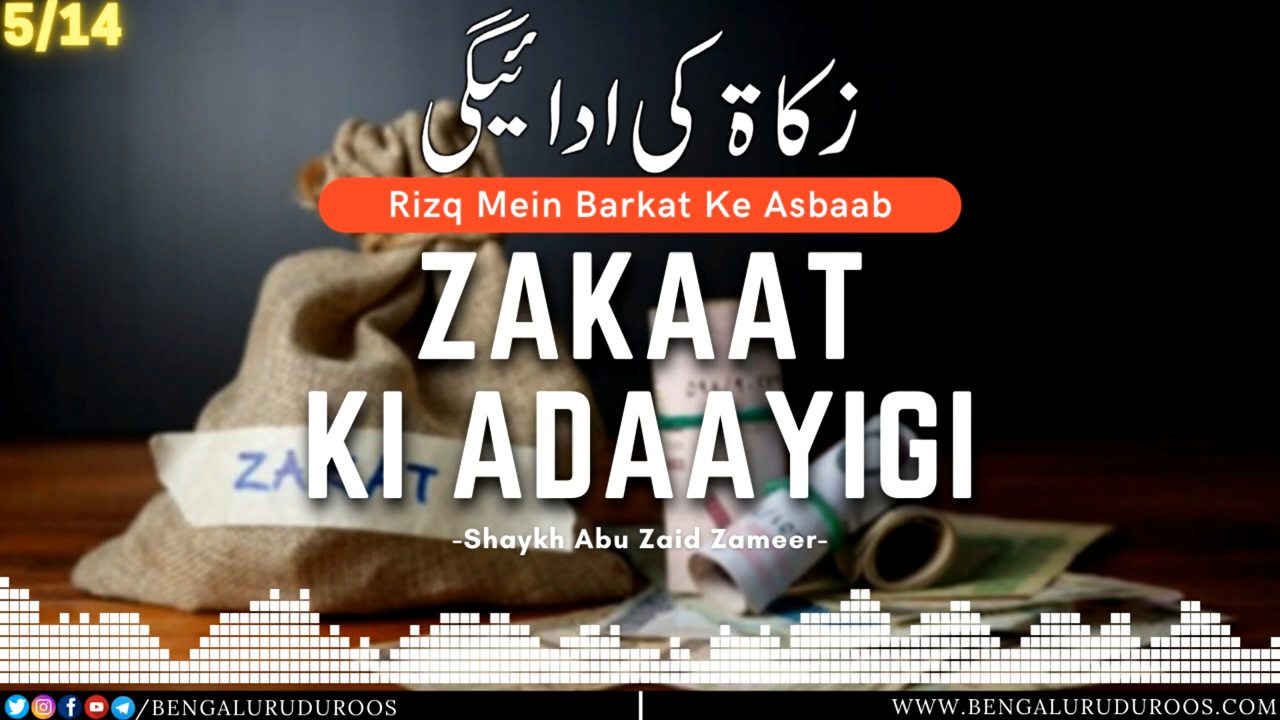 5/14
زکاۃ کی ادائیگی
Rizq Mein Barkat Ke Asbaab
ZAKAAT
KI ADAAYIGI
ZAKAT
-Shaykh Abu Zaid Zameer-
/BENGALURUDUROOS
WWW.BENGALURUDUROOS.COM